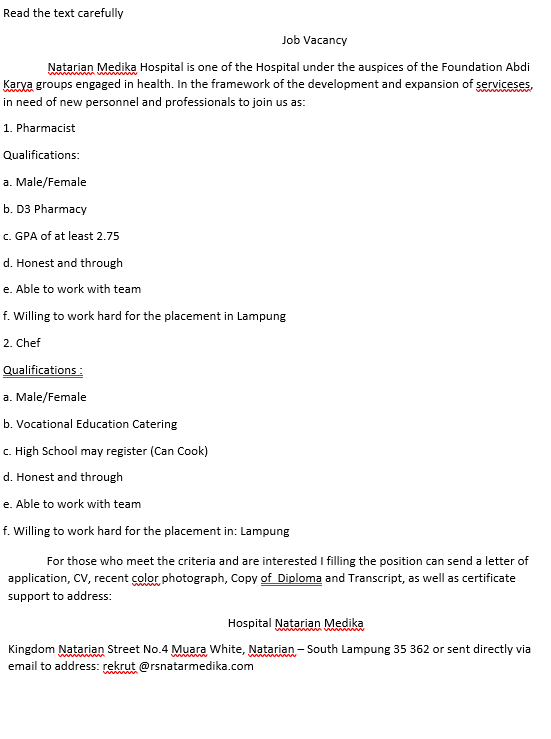 Read the text carefully
Job Vacancy
Natarian Medika Hospital is one of the Hospital under the auspices of the Foundation Abdi
Karya groups engaged in health. In the framework of the development and expansion of serviceses,
in need of new personnel and professionals to join us as:
1. Pharmacist
Qualifications:
a. Male/Female
b. D3 Pharmacy
c. GPA of at least 2.75
d. Honest and through
e. Able to work with team
f. Willing to work hard for the placement in Lampung
2. Chef
Qualifications :
a. Male/Female
b. Vocational Education Catering
c. High School may register (Can Cook)
d. Honest and through
e. Able to work with team
f. Willing to work hard for the placement in: Lampung
For those who meet the criteria and are interested I filling the position can send a letter of
application, CV, recent color photograph, Copy of  Diploma and Transcript, as well as certificate
support to address:
Hospital Natarian Medika
Kingdom Natarian Street No.4 Muara White, Natarian – South Lampung 35 362 or sent directly via
email to address: rekrut @rsnatarmedika.com